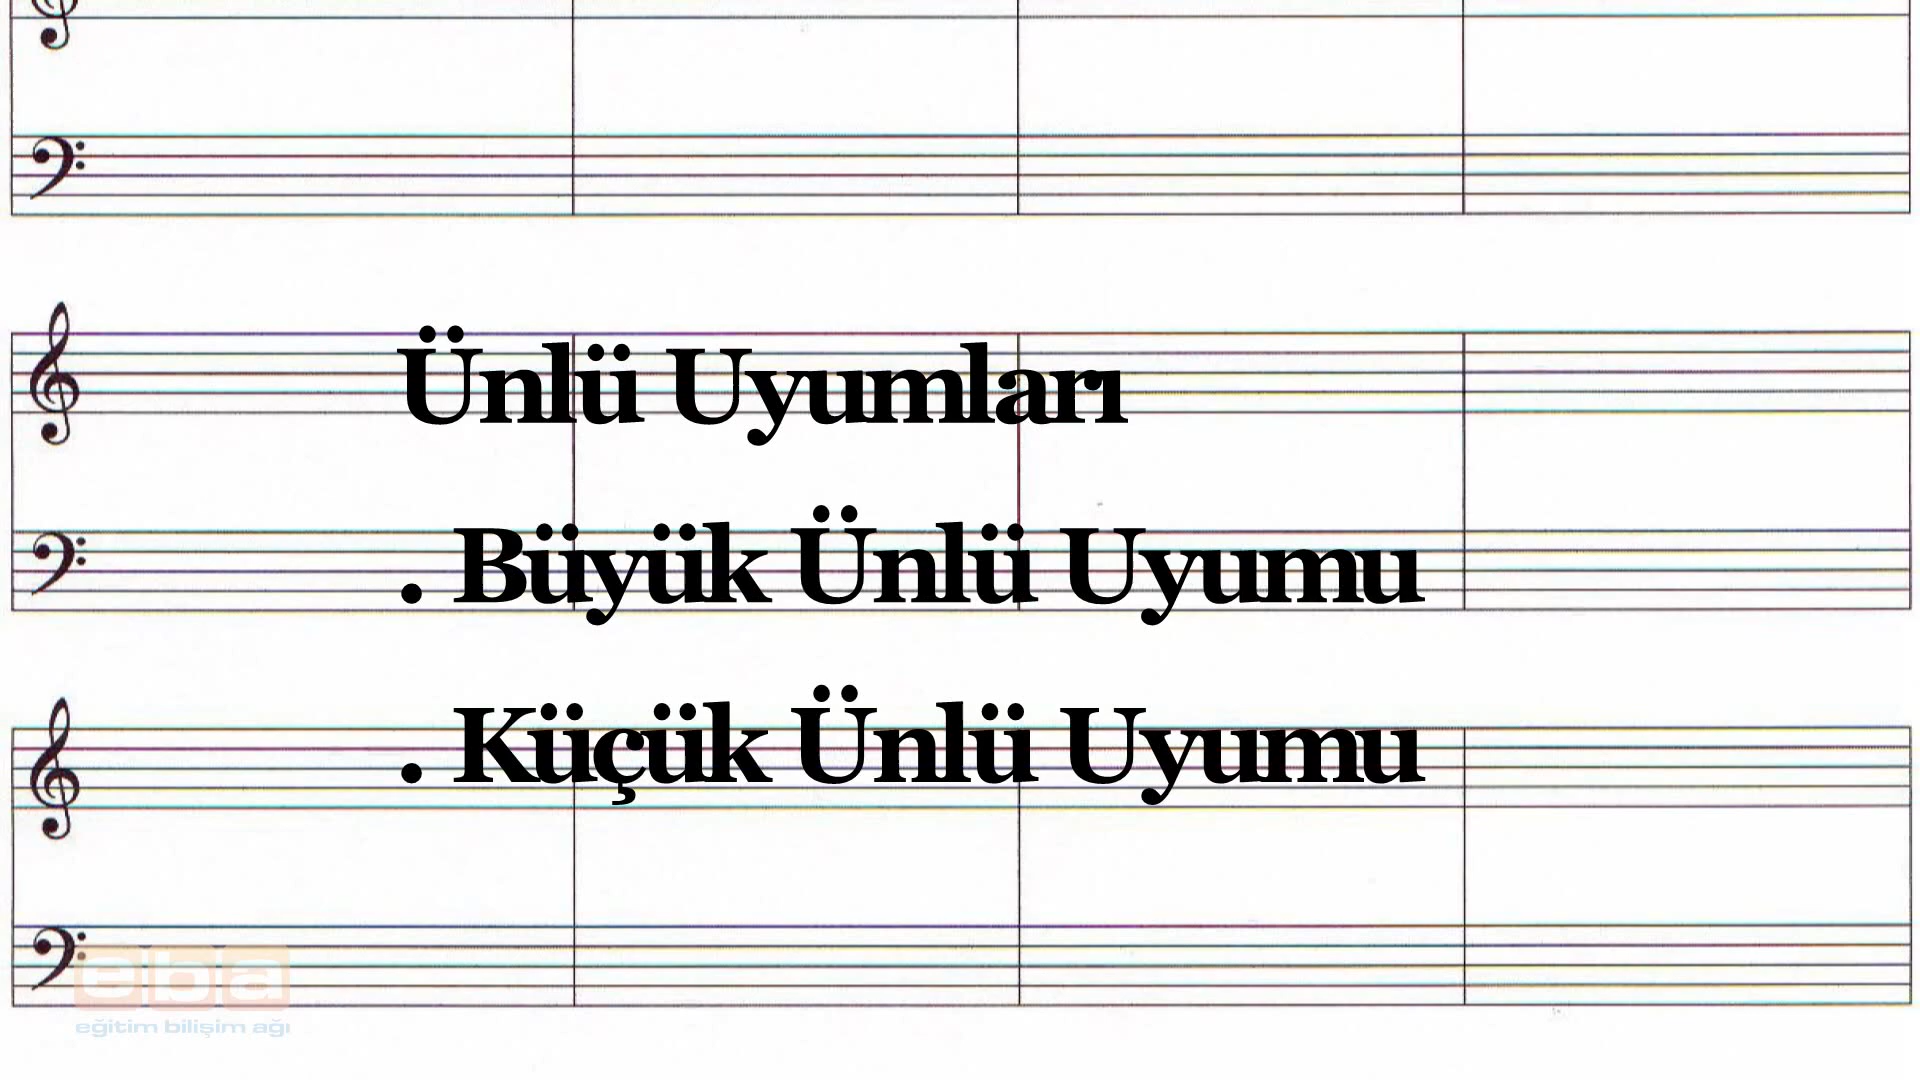 Ünlü Uyumları
. Büyük Ünlü Uyumu
. Küçük Ünlü Uyumu
eba
eğitim bilişim ağı